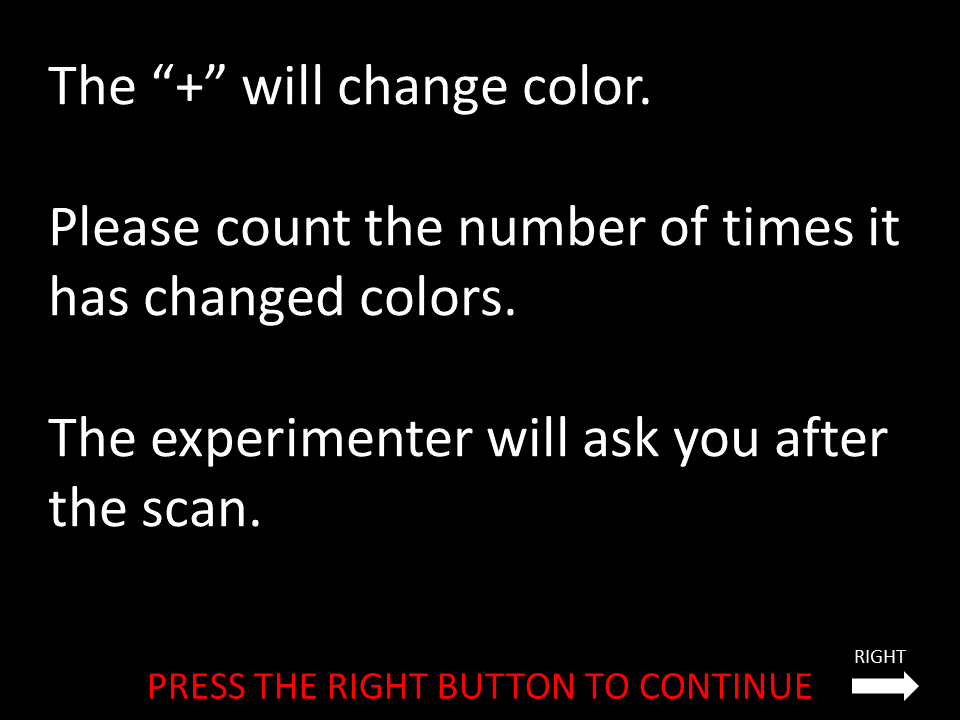 The “+” will change color.
Please count the number of times it
has changed colors.
The experimenter will ask you after
the scan.
RIGHT
PRESS THE RIGHT BUTTON TO CONTINUE